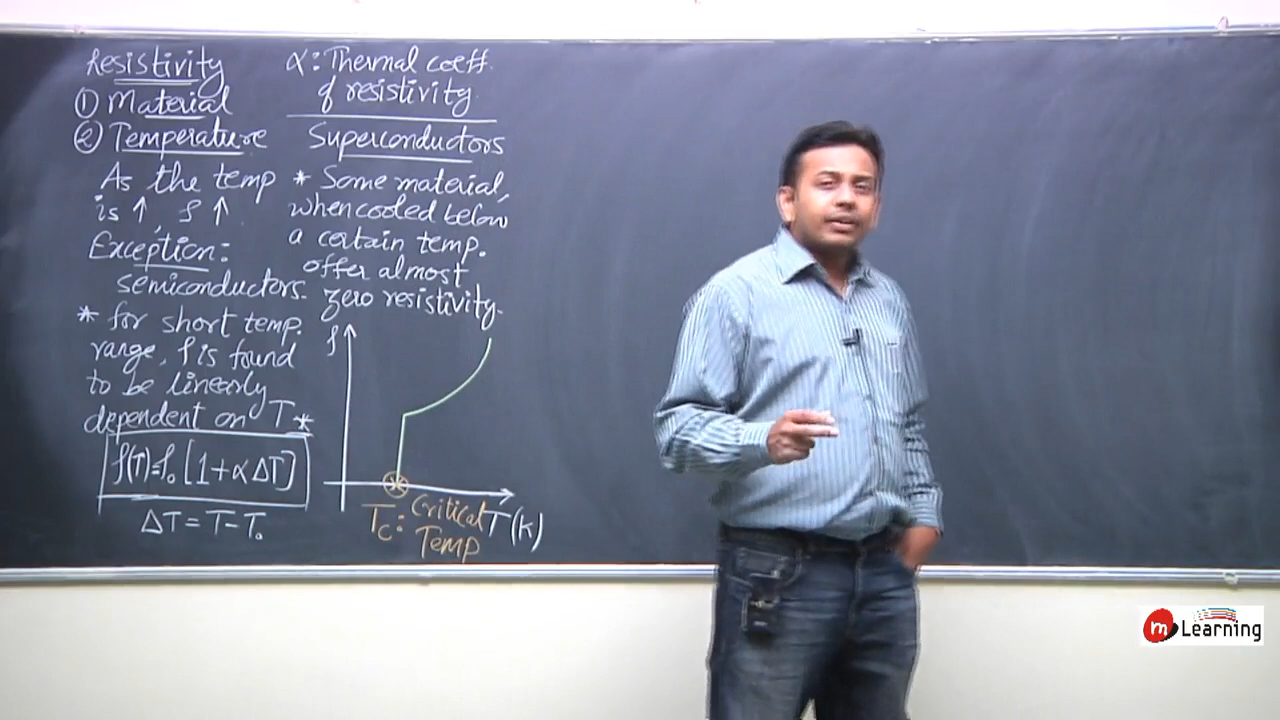 Resistivity
① Material
② Temperature
As the temp
is ↑, ρ ↑
Exception:
semiconductors.
* for short temp.
range, ρ is found
to be linearly
dependent on T *
ρ(T)=ρ₀ [1+α ΔT]
ΔT = T - T₀
α: Thermal coeff.
of resistivity
Superconductors
* Some material,
when cooled below
a certain temp.
offer almost
zero resistivity.
ρ
Tc: Critical
Temp
T (K)
m Learning